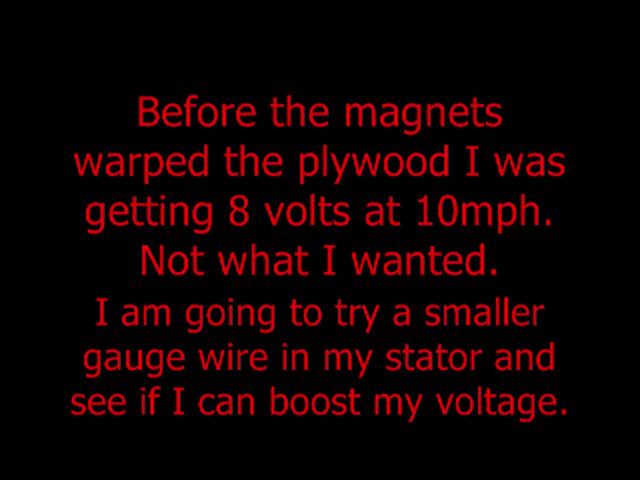 Before the magnets
warped the plywood I was
getting 8 volts at 10mph.
Not what I wanted.
I am going to try a smaller
gauge wire in my stator and
see if I can boost my voltage.